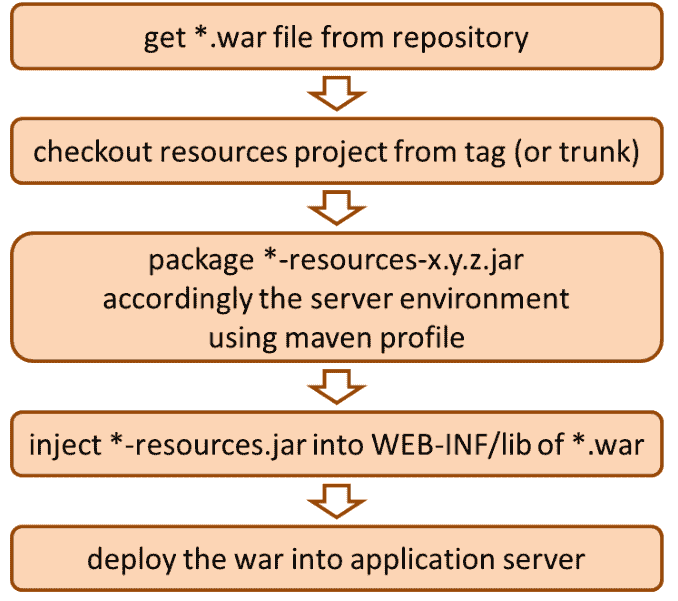 get *.war file from repository
checkout resources project from tag (or trunk)
package *-resources-x.y.z.jar
accordingly the server environment
using maven profile
inject *-resources.jar into WEB-INF/lib of *.war
deploy the war into application server